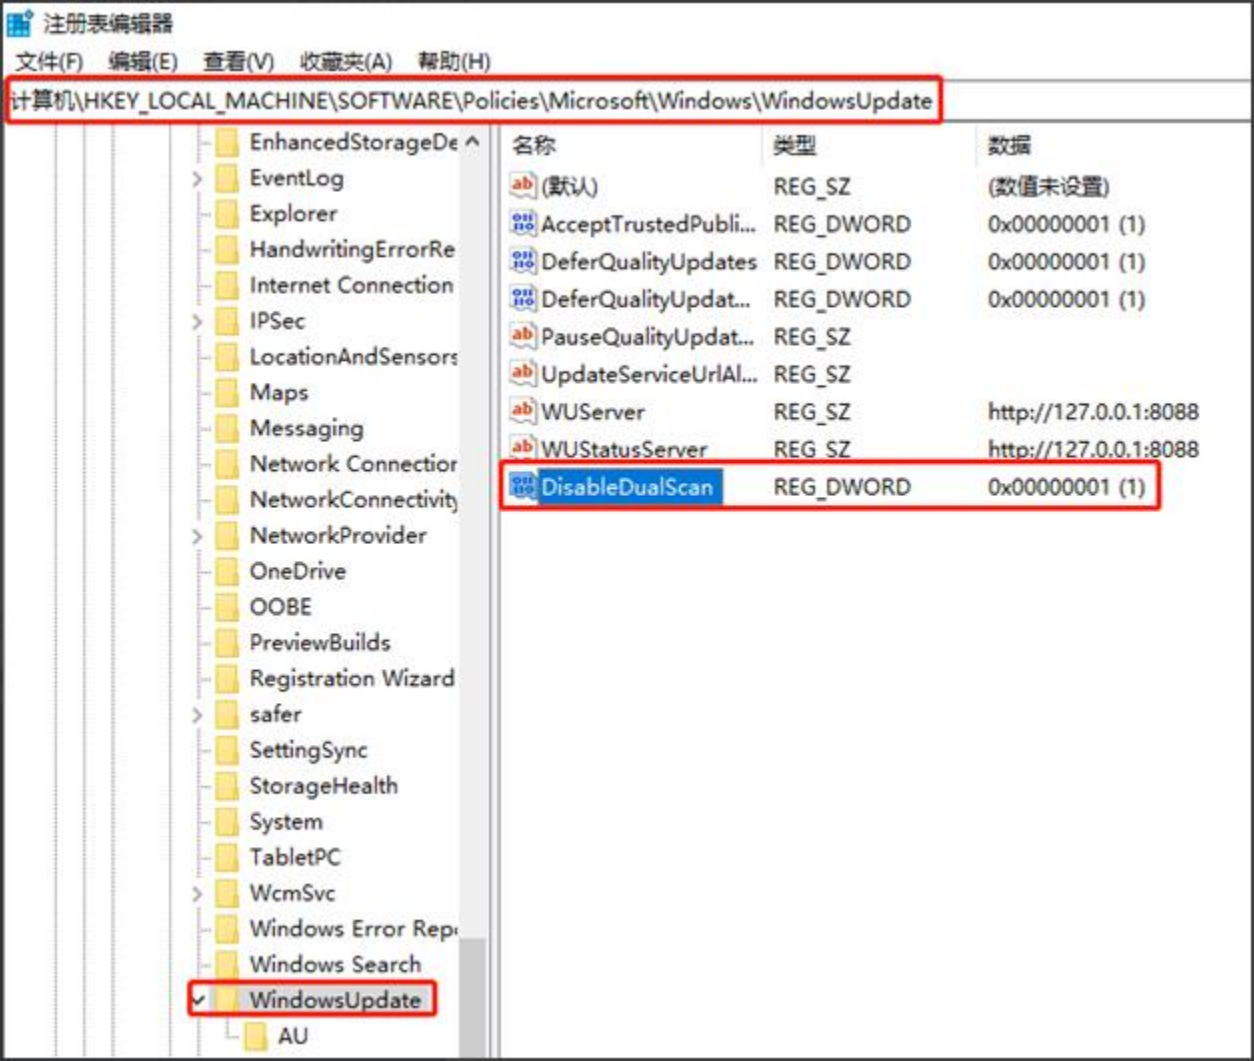 注册表编辑器
文件(F) 编辑(E) 查看(V) 收藏夹(A) 帮助(H)
计算机\HKEY_LOCAL_MACHINE\SOFTWARE\Policies\Microsoft\Windows\WindowsUpdate
EnhancedStorageDe
EventLog
Explorer
HandwritingErrorRe
Internet Connection
IPSec
LocationAndSensors
Maps
Messaging
Network Connection
NetworkConnectivity
NetworkProvider
OneDrive
OOBE
PreviewBuilds
Registration Wizard
safer
SettingSync
StorageHealth
System
TabletPC
WcmSvc
Windows Error Repo
Windows Search
WindowsUpdate
AU
名称 类型 数据
(默认) REG_SZ (数值未设置)
AcceptTrustedPubli... REG_DWORD 0x00000001 (1)
DeferQualityUpdates REG_DWORD 0x00000001 (1)
DeferQualityUpdat... REG_DWORD 0x00000001 (1)
PauseQualityUpdat... REG_SZ
UpdateServiceUrlAl... REG_SZ
WUServer REG_SZ http://127.0.0.1:8088
WUStatusServer REG_SZ http://127.0.0.1:8088
DisableDualScan REG_DWORD 0x00000001 (1)